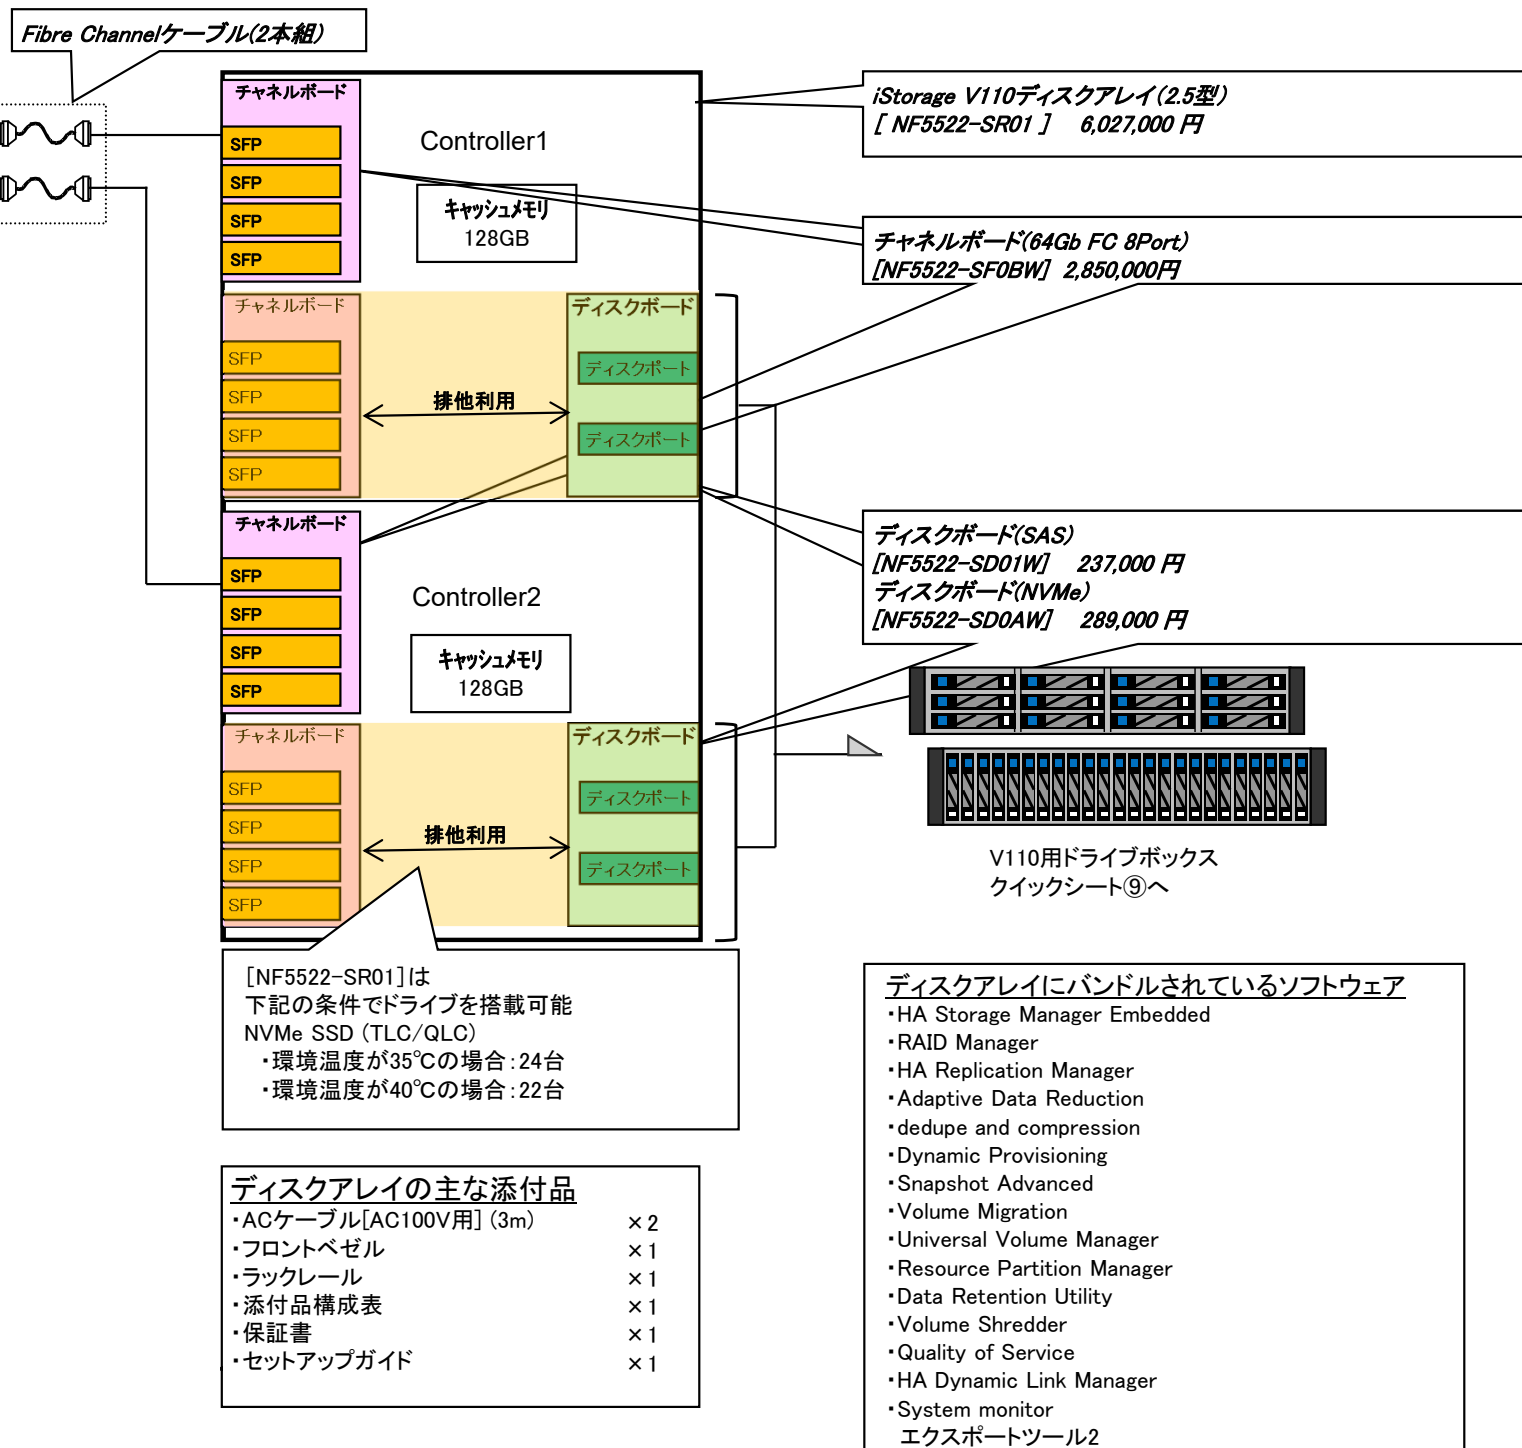 Fibre Channelケーブル(2本組)
チャネルボード
SFP
SFP
SFP
SFP
Controller1
キャッシュメモリ
128GB
iStorage V110ディスクアレイ(2.5型)
[ NF5522-SR01 ] 6,027,000 円
チャネルボード(64Gb FC 8Port)
[NF5522-SF0BW] 2,850,000円
チャネルボード
SFP
SFP
SFP
SFP
排他利用
ディスクボード
ディスクポート
ディスクポート
チャネルボード
SFP
SFP
SFP
SFP
Controller2
キャッシュメモリ
128GB
ディスクボード(SAS)
[NF5522-SD01W] 237,000 円
ディスクボード(NVMe)
[NF5522-SD0AW] 289,000 円
チャネルボード
SFP
SFP
SFP
SFP
排他利用
ディスクボード
ディスクポート
ディスクポート
V110用ドライブボックス
クイックシート⑨へ
[NF5522-SR01]は
下記の条件でドライブを搭載可能
NVMe SSD (TLC/QLC)
・環境温度が35℃の場合:24台
・環境温度が40℃の場合:22台
ディスクアレイの主な添付品
・ACケーブル[AC100V用] (3m) ×2
・フロントベゼル ×1
・ラックレール ×1
・添付品構成表 ×1
・保証書 ×1
・セットアップガイド ×1
ディスクアレイにバンドルされているソフトウェア
・HA Storage Manager Embedded
・RAID Manager
・HA Replication Manager
・Adaptive Data Reduction
・dedupe and compression
・Dynamic Provisioning
・Snapshot Advanced
・Volume Migration
・Universal Volume Manager
・Resource Partition Manager
・Data Retention Utility
・Volume Shredder
・Quality of Service
・HA Dynamic Link Manager
・System monitor
エクスポートツール2